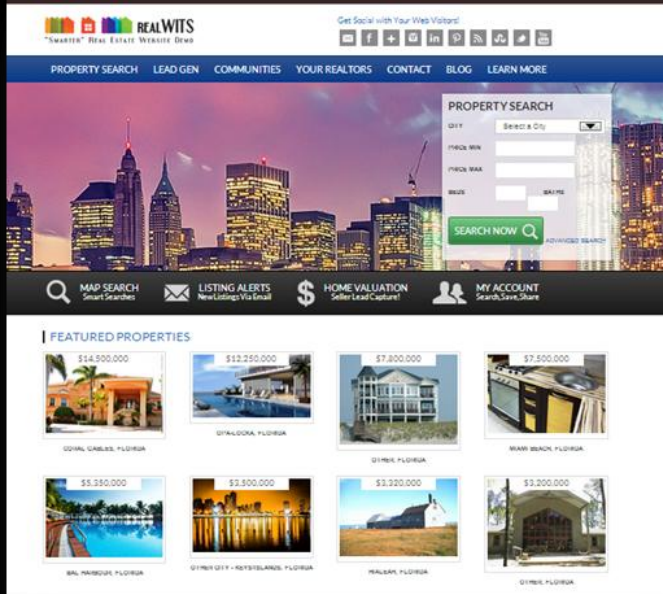 REALWITS
"SMARTER" REAL ESTATE WEBSITE DEMO
Get Social with Your Web Visitors!
PROPERTY SEARCH LEAD GEN COMMUNITIES YOUR REALTORS CONTACT BLOG LEARN MORE
PROPERTY SEARCH
CITY Select a City
PRICE MIN
PRICE MAX
BEDS BATHS
SEARCH NOW
ADVANCED SEARCH
MAP SEARCH
Smart Searches
LISTING ALERTS
New Listings Via Email
HOME VALUATION
Seller Lead Capture!
MY ACCOUNT
Search, Save, Share
FEATURED PROPERTIES
$14,500,000 $12,250,000 $7,800,000 $7,500,000
CORAL GABLES, FLORIDA OPA-LOCKA, FLORIDA OTHER, FLORIDA MIAMI BEACH, FLORIDA
$5,350,000 $3,500,000 $3,320,000 $3,200,000
BAL HARBOUR, FLORIDA OTHER CITY - KEYS/ISLANDS, FLORIDA HIALEAH, FLORIDA OTHER, FLORIDA